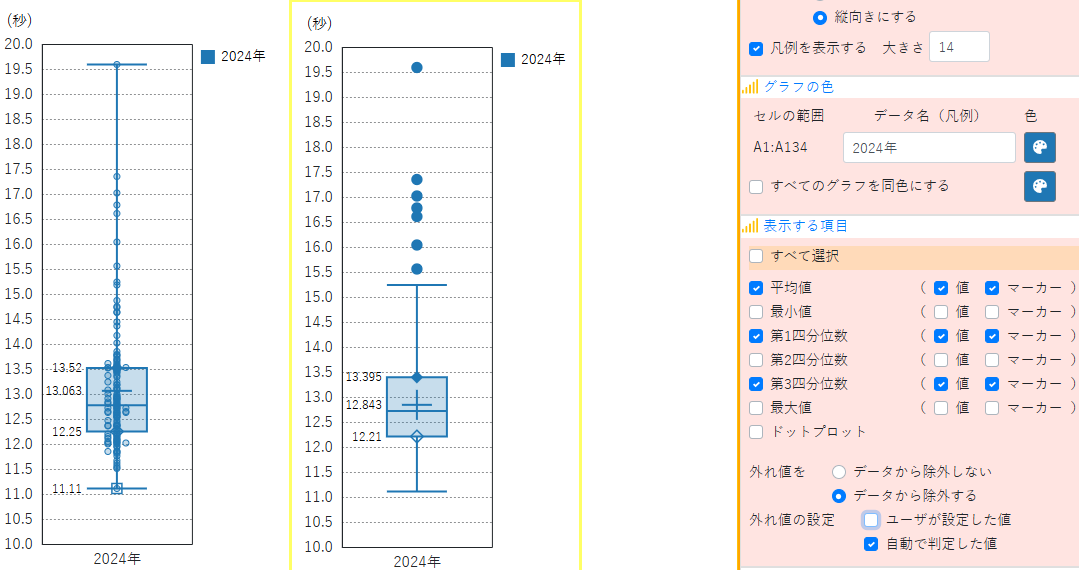 (秒)
20.0
19.5
19.0
18.5
18.0
17.5
17.0
16.5
16.0
15.5
15.0
14.5
14.0
13.5
13.0
12.5
12.0
11.5
11.0
10.5
10.0
13.52
13.063
12.25
11.11
2024年
2024年
(秒)
20.0
19.5
19.0
18.5
18.0
17.5
17.0
16.5
16.0
15.5
15.0
14.5
14.0
13.5
13.0
12.5
12.0
11.5
11.0
10.5
10.0
13.395
12.843
12.21
2024年
2024年
縦向きにする
凡例を表示する 大きさ 14
グラフの色
セルの範囲 データ名（凡例） 色
A1:A134 2024年
すべてのグラフを同色にする
表示する項目
すべて選択
平均値 （ 値 マーカー ）
最小値 （ 値 マーカー ）
第1四分位数 （ 値 マーカー ）
第2四分位数 （ 値 マーカー ）
第3四分位数 （ 値 マーカー ）
最大値 （ 値 マーカー ）
ドットプロット
外れ値を データから除外しない
データから除外する
外れ値の設定 ユーザが設定した値
自動で判定した値